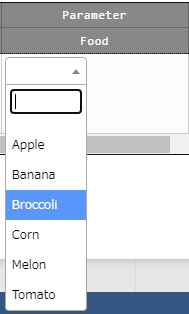 Parameter
Food
Apple
Banana
Broccoli
Corn
Melon
Tomato